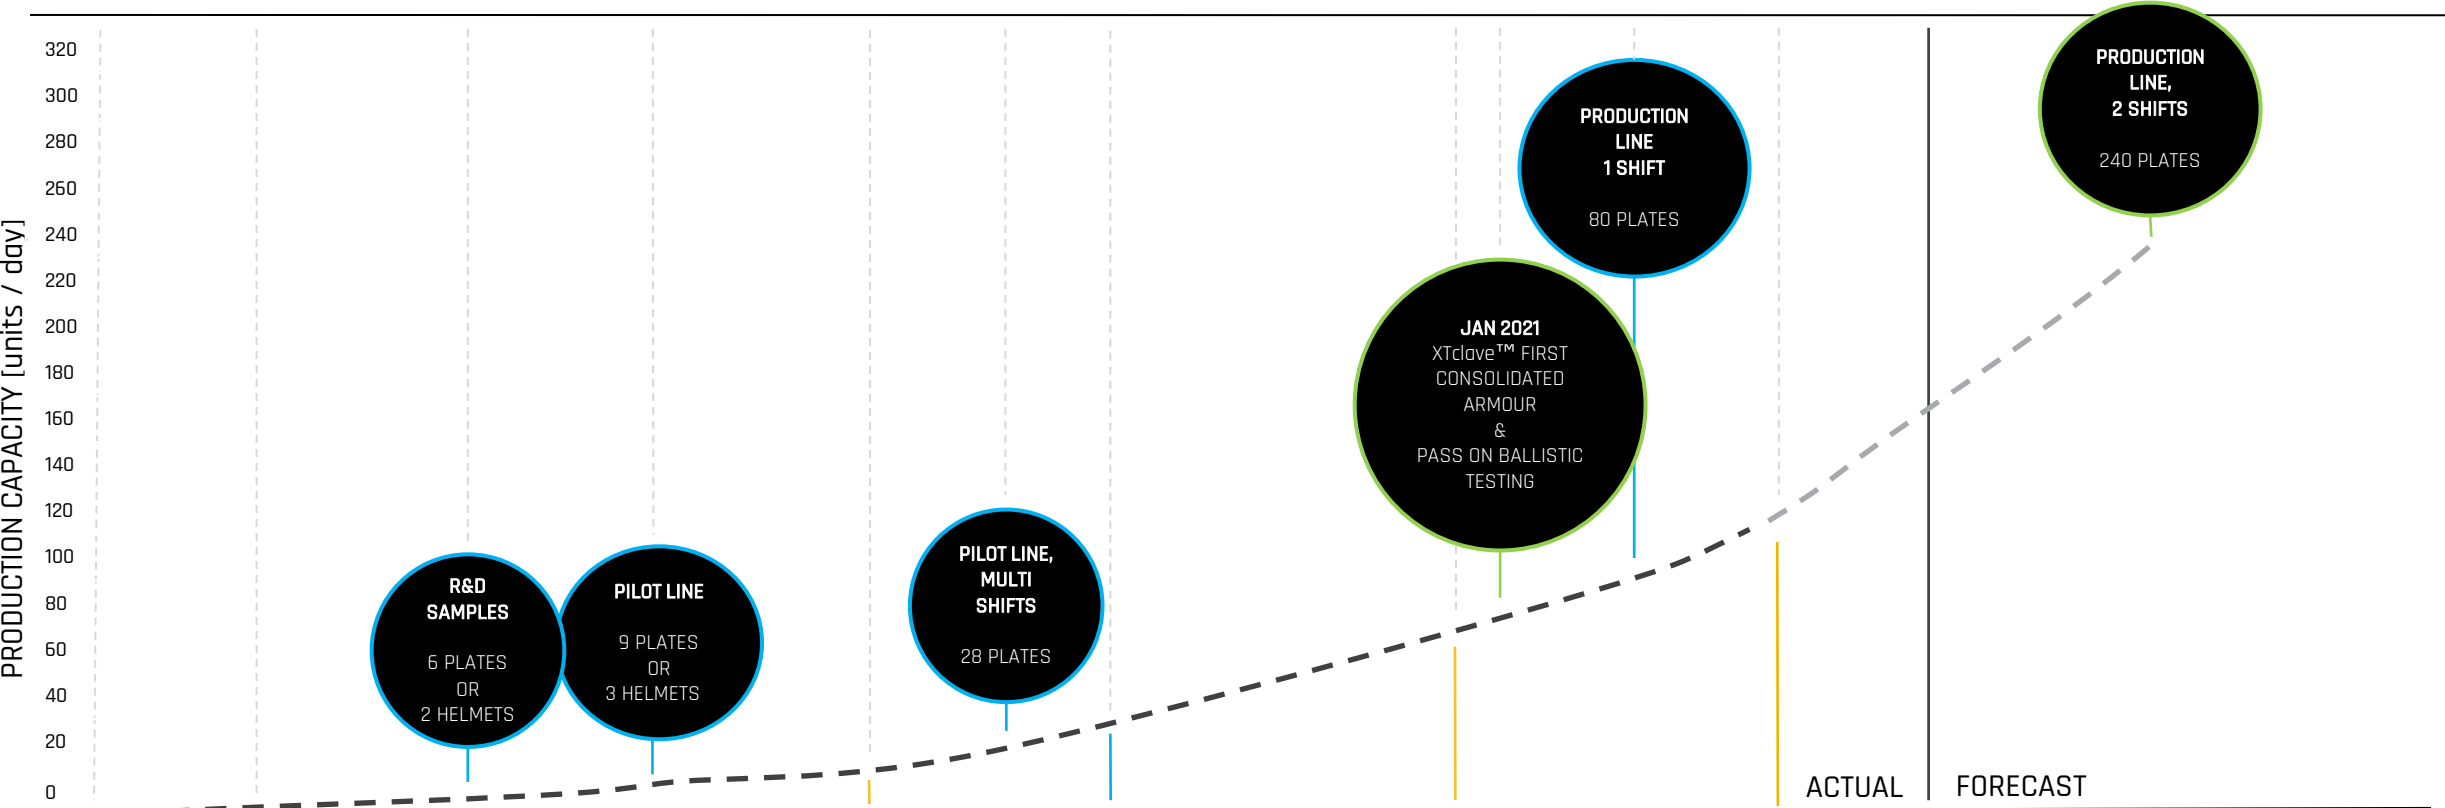 PRODUCTION CAPACITY [units / day]
320
300
280
260
240
220
200
180
160
140
120
100
80
60
40
20
0
R&D
SAMPLES
6 PLATES
OR
2 HELMETS
PILOT LINE
9 PLATES
OR
3 HELMETS
PILOT LINE,
MULTI
SHIFTS
28 PLATES
JAN 2021
XTclave™ FIRST
CONSOLIDATED
ARMOUR
&
PASS ON BALLISTIC
TESTING
PRODUCTION
LINE
1 SHIFT
80 PLATES
PRODUCTION
LINE,
2 SHIFTS
240 PLATES
ACTUAL
FORECAST